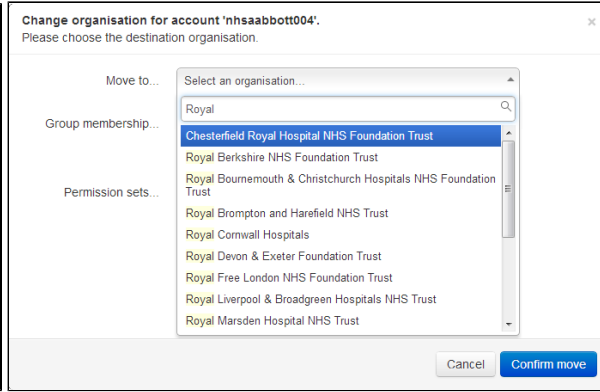 Change organisation for account 'nhsaabbott004'.
×
Please choose the destination organisation.
Move to...
Select an organisation...
Royal
Group membership...
Chesterfield Royal Hospital NHS Foundation Trust
Royal Berkshire NHS Foundation Trust
Royal Bournemouth & Christchurch Hospitals NHS Foundation
Trust
Permission sets...
Royal Brompton and Harefield NHS Trust
Royal Cornwall Hospitals
Royal Devon & Exeter Foundation Trust
Royal Free London NHS Foundation Trust
Royal Liverpool & Broadgreen Hospitals NHS Trust
Royal Marsden Hospital NHS Trust
Cancel
Confirm move